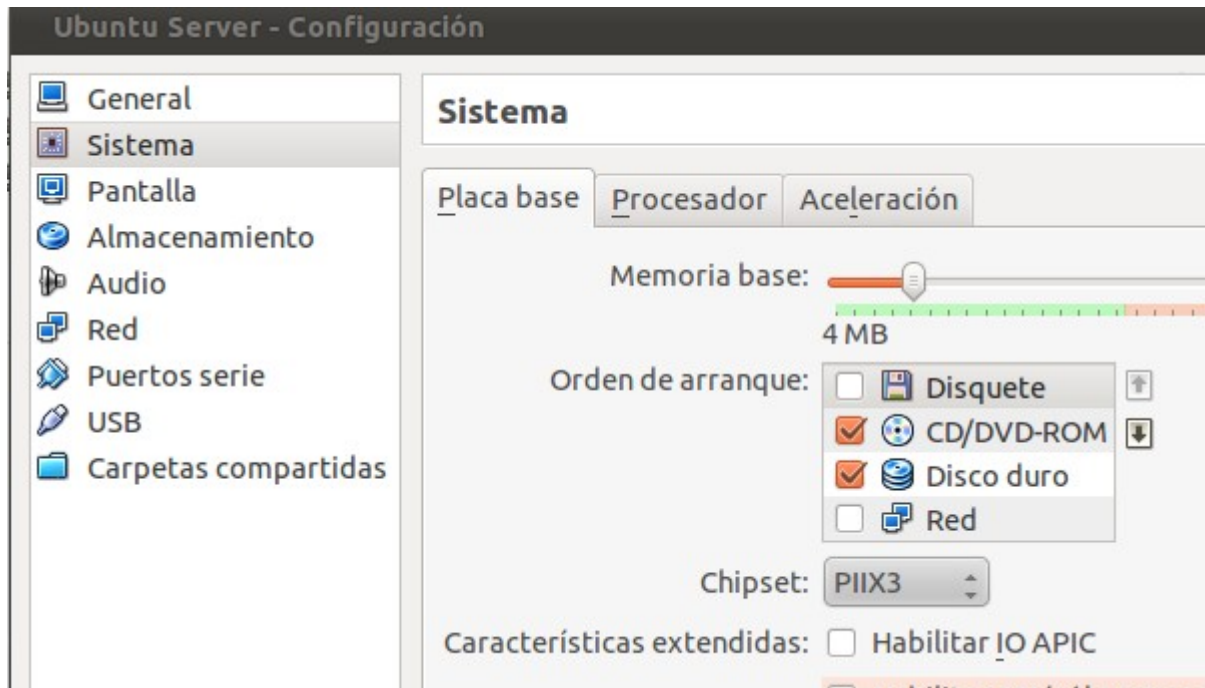 Ubuntu Server - Configuración
General
Sistema
Pantalla
Almacenamiento
Audio
Red
Puertos serie
USB
Carpetas compartidas
Sistema
Placa base Procesador Aceleración
Memoria base:
4 MB
Orden de arranque: Disquete
CD/DVD-ROM
Disco duro
Red
Chipset: PIIX3
Características extendidas: Habilitar IO APIC